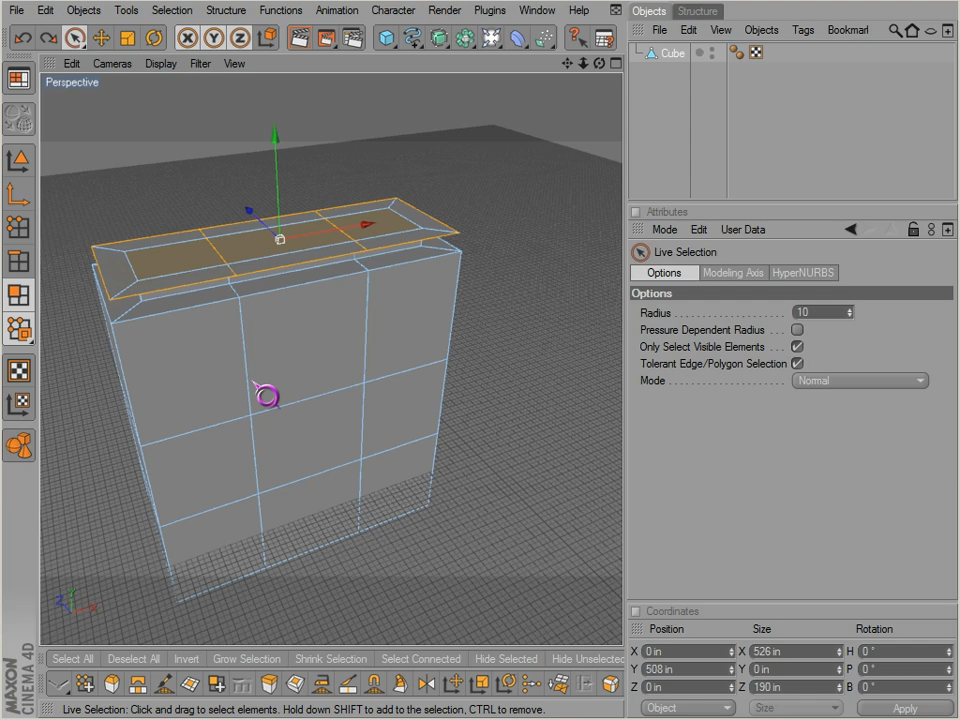 File Edit Objects Tools Selection Structure Functions Animation Character Render Plugins Window Help
Objects Structure
File Edit View Objects Tags Bookmark
X Y Z
Edit Cameras Display Filter View
Cube
Perspective
Attributes
Mode Edit User Data
Live Selection
Options Modeling Axis HyperNURBS
Options
Radius 10
Pressure Dependent Radius
Only Select Visible Elements
Tolerant Edge/Polygon Selection
Mode Normal
Coordinates
Position Size Rotation
X 0 in X 526 in H 0 °
Y 508 in Y 0 in P 0 °
Z 0 in Z 190 in B 0 °
Object Size Apply
Z Y X
Select All Deselect All Invert Grow Selection Shrink Selection Select Connected Hide Selected Hide Unselected
MAXON
CINEMA 4D
Live Selection: Click and drag to select elements. Hold down SHIFT to add to the selection, CTRL to remove.